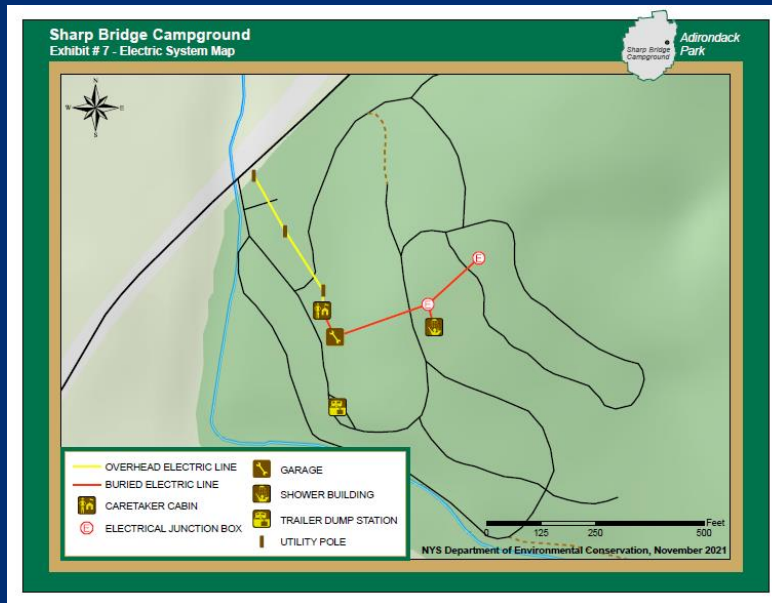 Sharp Bridge Campground
Exhibit # 7 - Electric System Map
Sharp Bridge
Campground
Adirondack
Park
N
W
E
S
E
E
OVERHEAD ELECTRIC LINE
BURIED ELECTRIC LINE
CARETAKER CABIN
E
ELECTRICAL JUNCTION BOX
GARAGE
SHOWER BUILDING
TRAILER DUMP STATION
UTILITY POLE
Feet
0 125 250 500
NYS Department of Environmental Conservation, November 2021